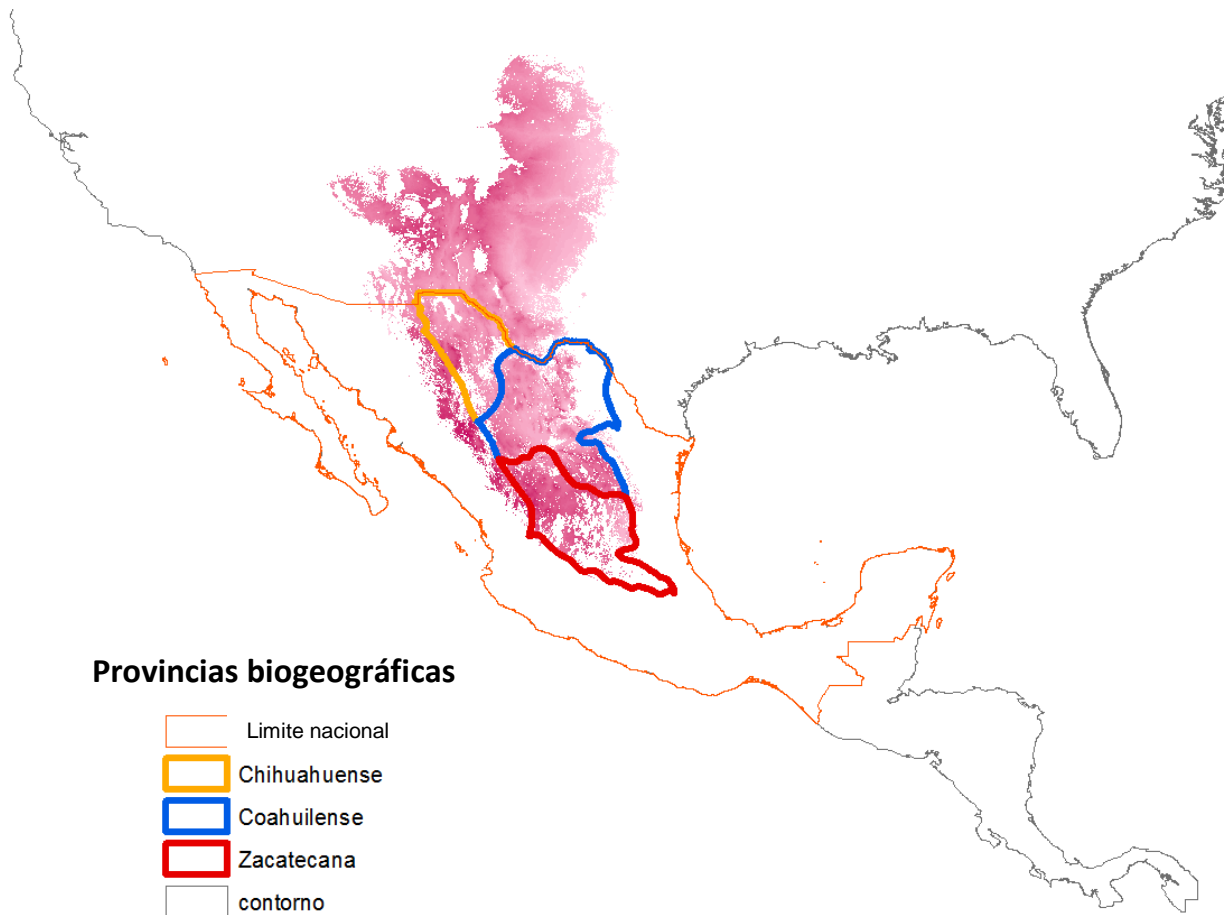 Provincias biogeográficas
Limite nacional
Chihuahuense
Coahuilense
Zacatecana
contorno